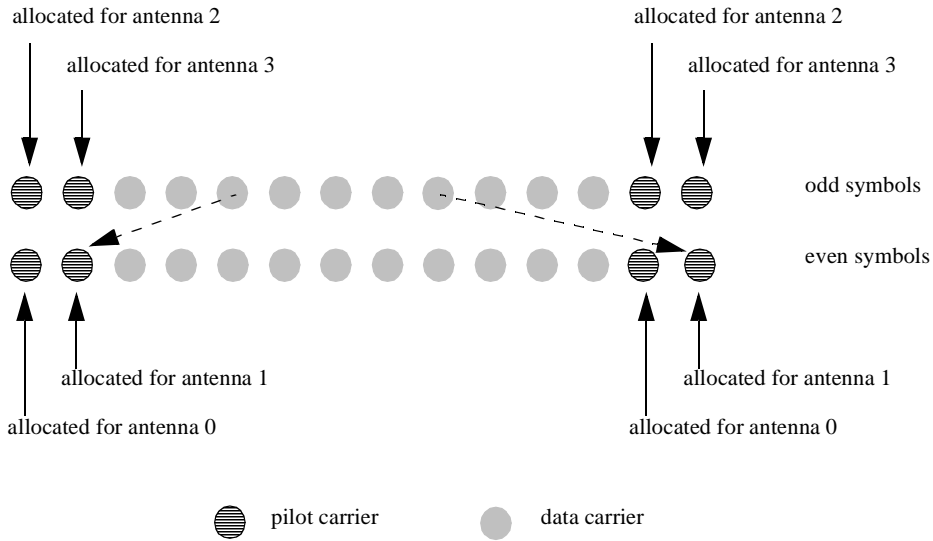 allocated for antenna 2
allocated for antenna 2
allocated for antenna 3
allocated for antenna 3
odd symbols
even symbols
allocated for antenna 1
allocated for antenna 1
allocated for antenna 0
allocated for antenna 0
pilot carrier
data carrier